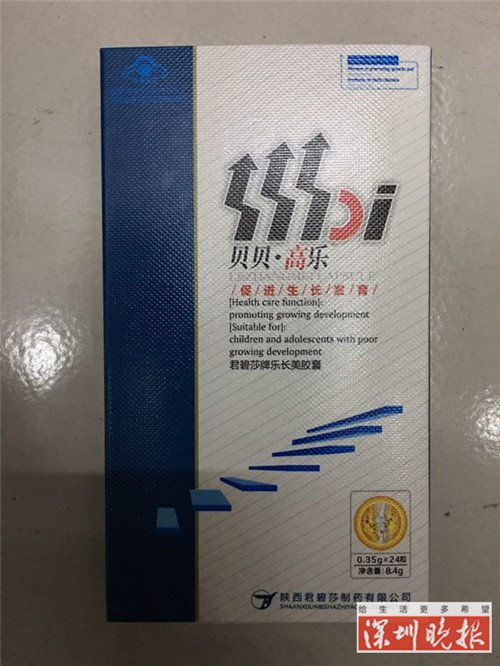 贝贝·高乐
/促/进/生/长/发/育/
[Health care function]:
promoting growing development
[Suitable for]:
children and adolescents with poor
growing development
君碧莎牌乐长美胶囊
0.35g×24粒
净含量:8.4g
陕西君碧莎制药有限公司
给生活更多希望
深圳晚报